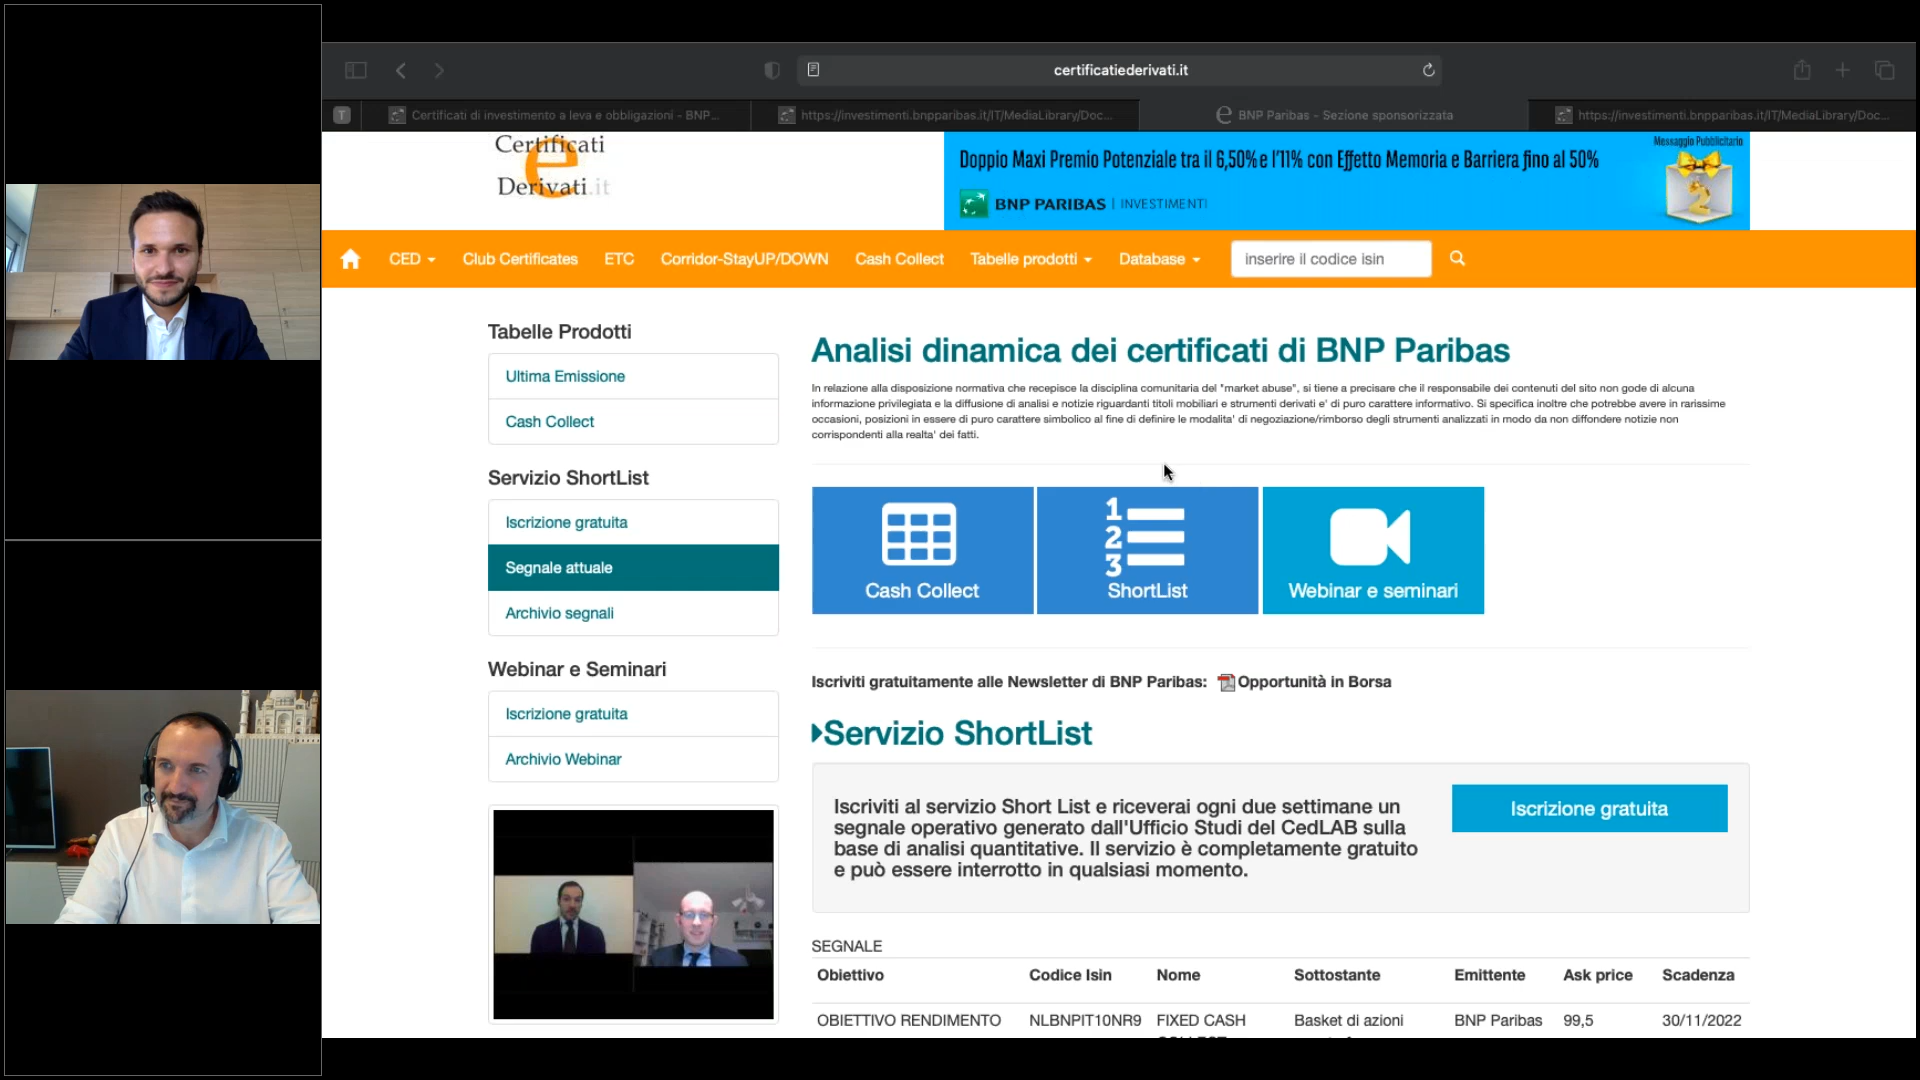 certificatiederivati.it
T
Certificati di investimento a leva e obbligazioni - BNP...
https://investimenti.bnpparibas.it/IT/MediaLibrary/Doc...
BNP Paribas - Sezione sponsorizzata
https://investimenti.bnpparibas.it/IT/MediaLibrary/Doc...
Certificati
e
Derivati.it
Messaggio Pubblicitario
Doppio Maxi Premio Potenziale tra il 6,50% e l'11% con Effetto Memoria e Barriera fino al 50%
BNP PARIBAS | INVESTIMENTI
2
CED
Club Certificates
ETC
Corridor-StayUP/DOWN
Cash Collect
Tabelle prodotti
Database
inserire il codice isin
Tabelle Prodotti
Ultima Emissione
Cash Collect
Servizio ShortList
Iscrizione gratuita
Segnale attuale
Archivio segnali
Webinar e Seminari
Iscrizione gratuita
Archivio Webinar
Analisi dinamica dei certificati di BNP Paribas
In relazione alla disposizione normativa che recepisce la disciplina comunitaria del "market abuse", si tiene a precisare che il responsabile dei contenuti del sito non gode di alcuna
informazione privilegiata e la diffusione di analisi e notizie riguardanti titoli mobiliari e strumenti derivati e' di puro carattere informativo. Si specifica inoltre che potrebbe avere in rarissime
occasioni, posizioni in essere di puro carattere simbolico al fine di definire le modalita' di negoziazione/rimborso degli strumenti analizzati in modo da non diffondere notizie non
corrispondenti alla realta' dei fatti.
Cash Collect
1
2
3
ShortList
Webinar e seminari
Iscriviti gratuitamente alle Newsletter di BNP Paribas: Opportunità in Borsa
Servizio ShortList
Iscriviti al servizio Short List e riceverai ogni due settimane un
segnale operativo generato dall'Ufficio Studi del CedLAB sulla
base di analisi quantitative. Il servizio è completamente gratuito
e può essere interrotto in qualsiasi momento.
Iscrizione gratuita
SEGNALE
Obiettivo Codice Isin Nome Sottostante Emittente Ask price Scadenza
OBIETTIVO RENDIMENTO NLBNPIT10NR9 FIXED CASH Basket di azioni BNP Paribas 99,5 30/11/2022